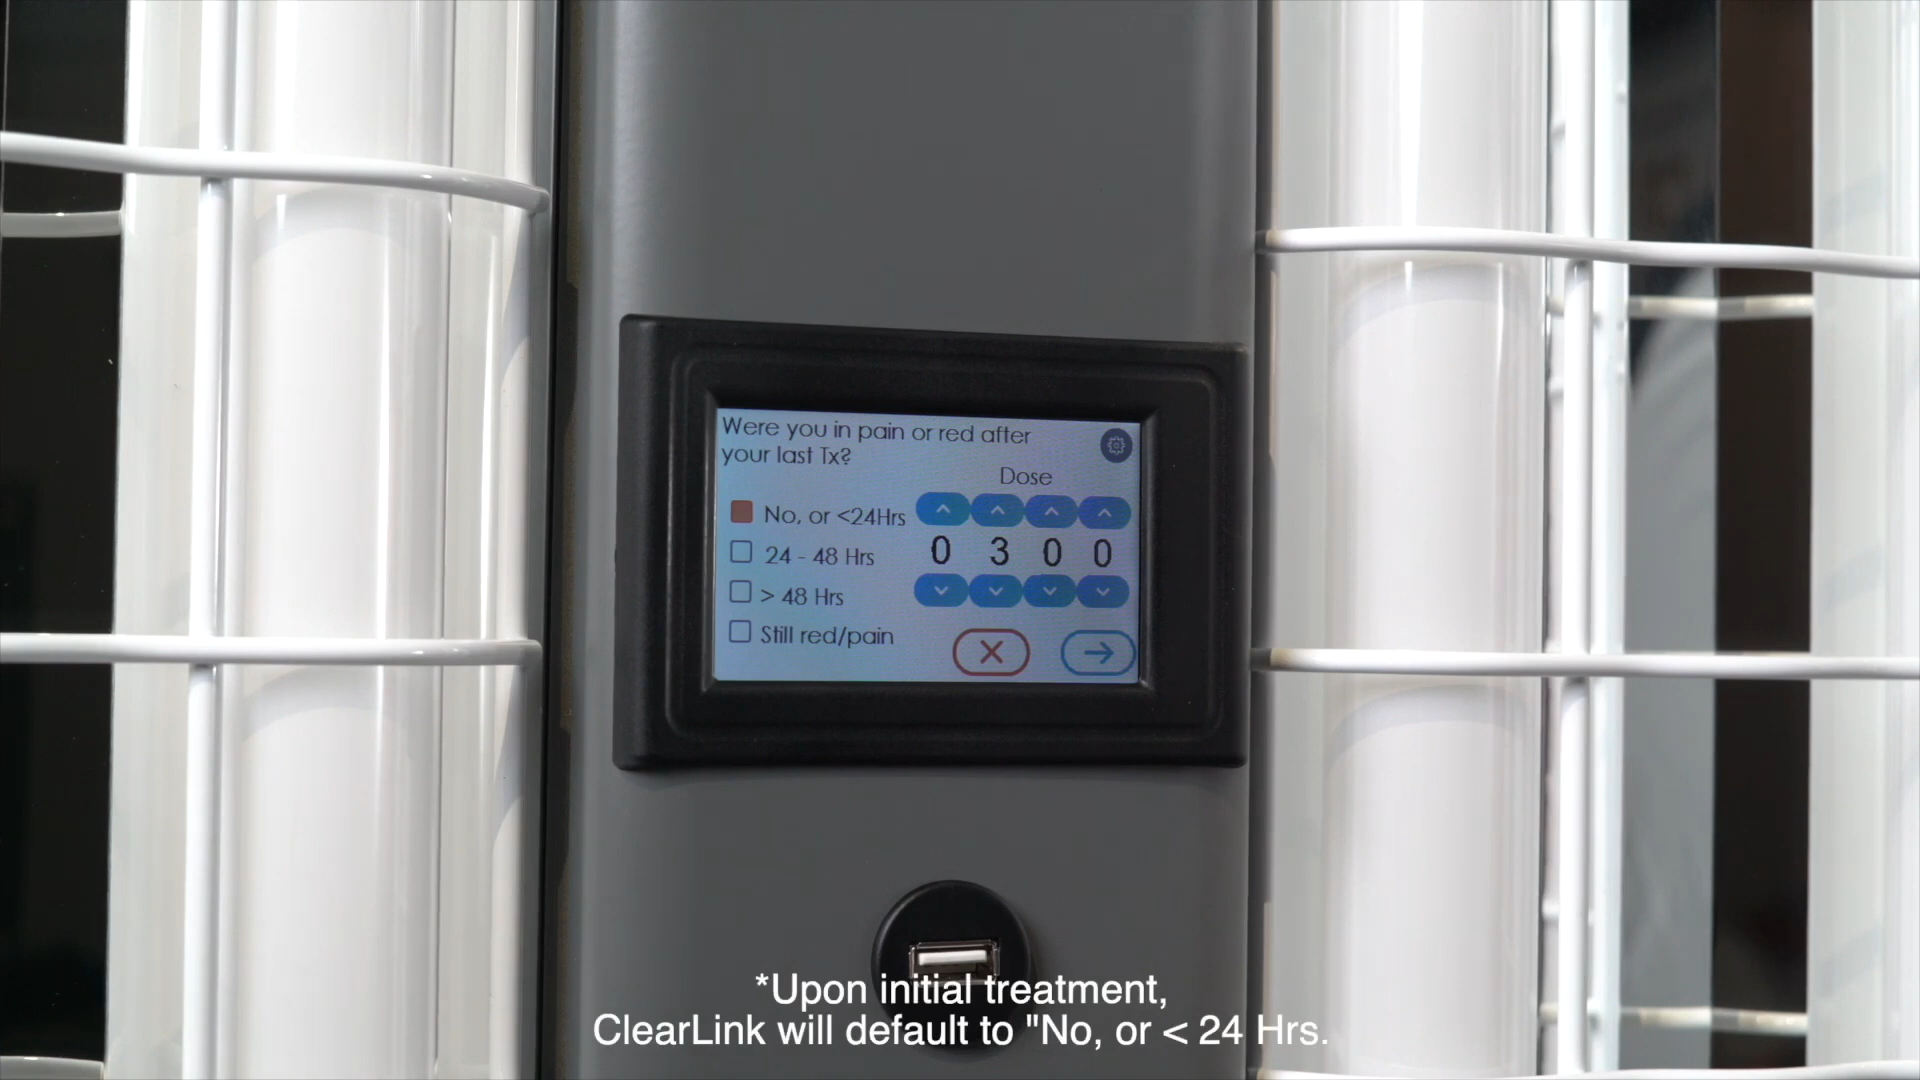 Were you in pain or red after
your last Tx?
Dose
No, or <24Hrs
24 - 48 Hrs
> 48 Hrs
Still red/pain
0 3 0 0
*Upon initial treatment,
ClearLink will default to "No, or < 24 Hrs.